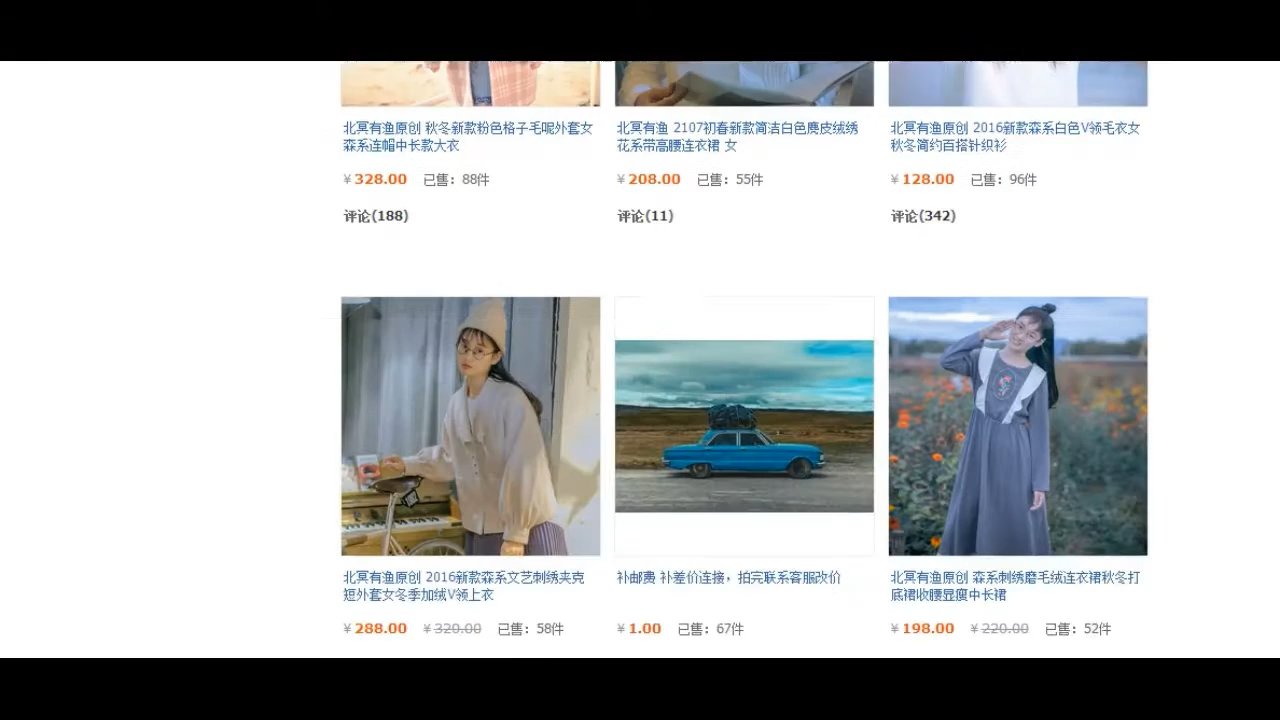 北冥有渔原创 秋冬新款粉色格子毛呢外套女
森系连帽中长款大衣
¥ 328.00 已售：88件
评论(188)
北冥有渔 2107初春新款简洁白色麂皮绒绣
花系带高腰连衣裙 女
¥ 208.00 已售：55件
评论(11)
北冥有渔原创 2016新款森系白色V领毛衣女
秋冬简约百搭针织衫
¥ 128.00 已售：96件
评论(342)
北冥有渔原创 2016新款森系文艺刺绣夹克
短外套女冬季加绒V领上衣
¥ 288.00 ¥ 320.00 已售：58件
补邮费 补差价连接，拍完联系客服改价
¥ 1.00 已售：67件
北冥有渔原创 森系刺绣磨毛绒连衣裙秋冬打
底裙收腰显瘦中长裙
¥ 198.00 ¥ 220.00 已售：52件